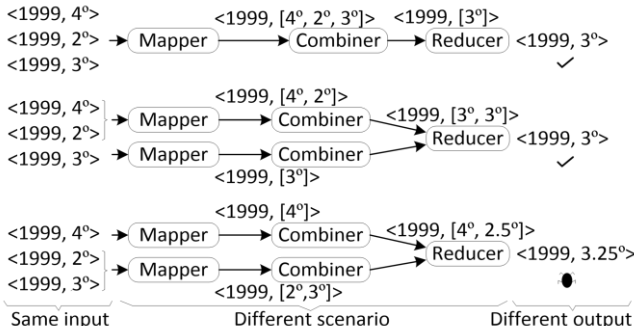 <1999, 4º>
<1999, [4º, 2º, 3º]>
<1999, [3º]>
<1999, 2º>
Mapper
Combiner
Reducer
<1999, 3º>
<1999, 3º>
<1999, 4º>
<1999, [4º, 2º]>
<1999, 2º>
Mapper
Combiner
<1999, [3º, 3º]>
Reducer
<1999, 3º>
<1999, 3º>
Mapper
Combiner
<1999, [3º]>
<1999, 4º>
<1999, [4º]>
Mapper
Combiner
<1999, [4º, 2.5º]>
Reducer
<1999, 3.25º>
<1999, 2º>
<1999, 3º>
Mapper
Combiner
<1999, [2º,3º]>
Same input
Different scenario
Different output